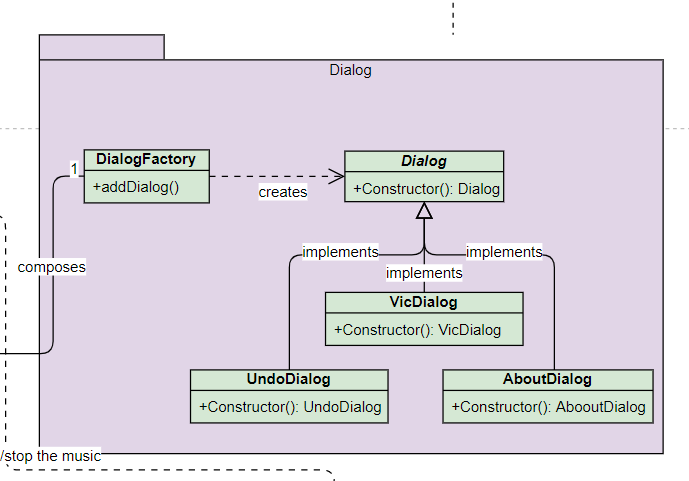 Dialog
DialogFactory
+addDialog()
1
creates
Dialog
+Constructor(): Dialog
composes
implements
implements
implements
VicDialog
+Constructor(): VicDialog
UndoDialog
+Constructor(): UndoDialog
AboutDialog
+Constructor(): AbooutDialog
/stop the music